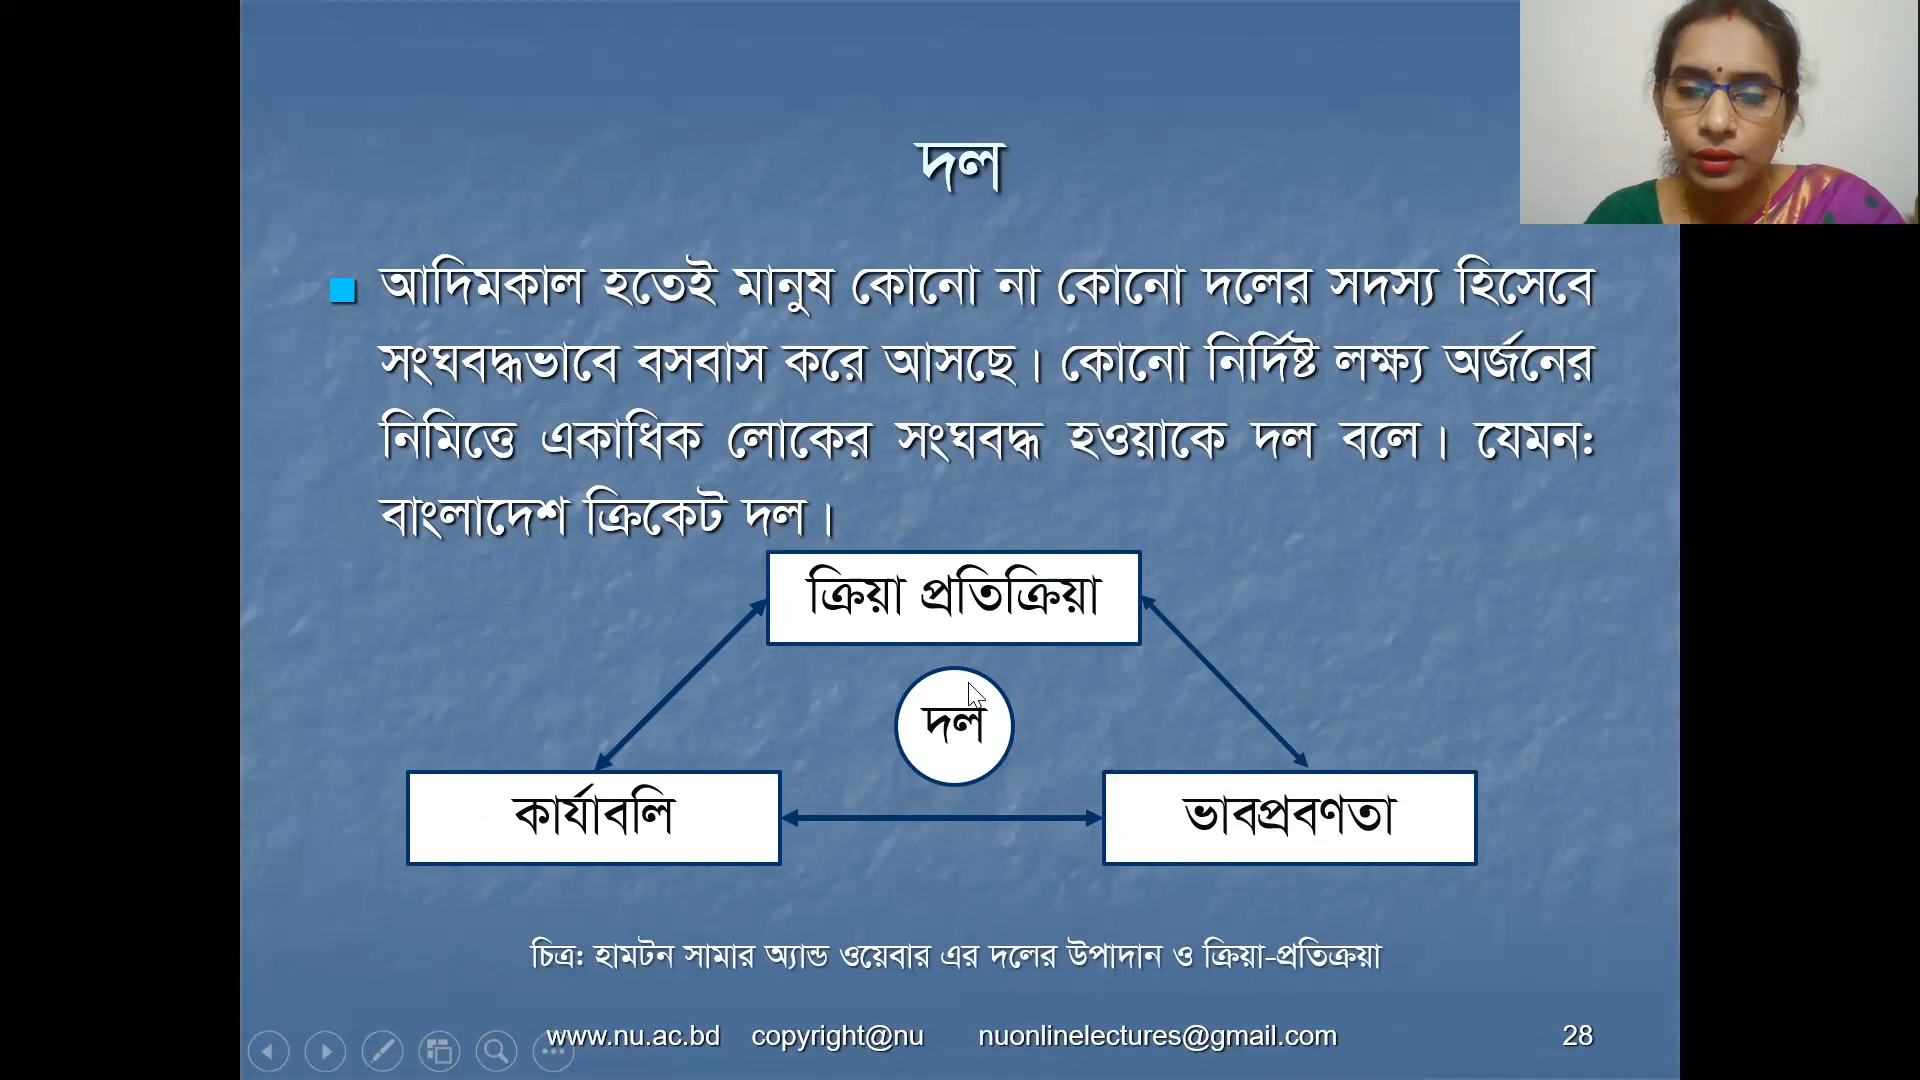 দল
আদিমকাল হতেই মানুষ কোনো না কোনো দলের সদস্য হিসেবে
সংঘবদ্ধভাবে বসবাস করে আসছে। কোনো নির্দিষ্ট লক্ষ্য অর্জনের
নিমিত্তে একাধিক লোকের সংঘবদ্ধ হওয়াকে দল বলে। যেমন:
বাংলাদেশ ক্রিকেট দল।
ক্রিয়া প্রতিক্রিয়া
দল
কার্যাবলি
ভাবপ্রবণতা
চিত্র: হামটন সামার অ্যান্ড ওয়েবার এর দলের উপাদান ও ক্রিয়া-প্রতিক্রয়া
www.nu.ac.bd copyright@nu nuonlinelectures@gmail.com 28